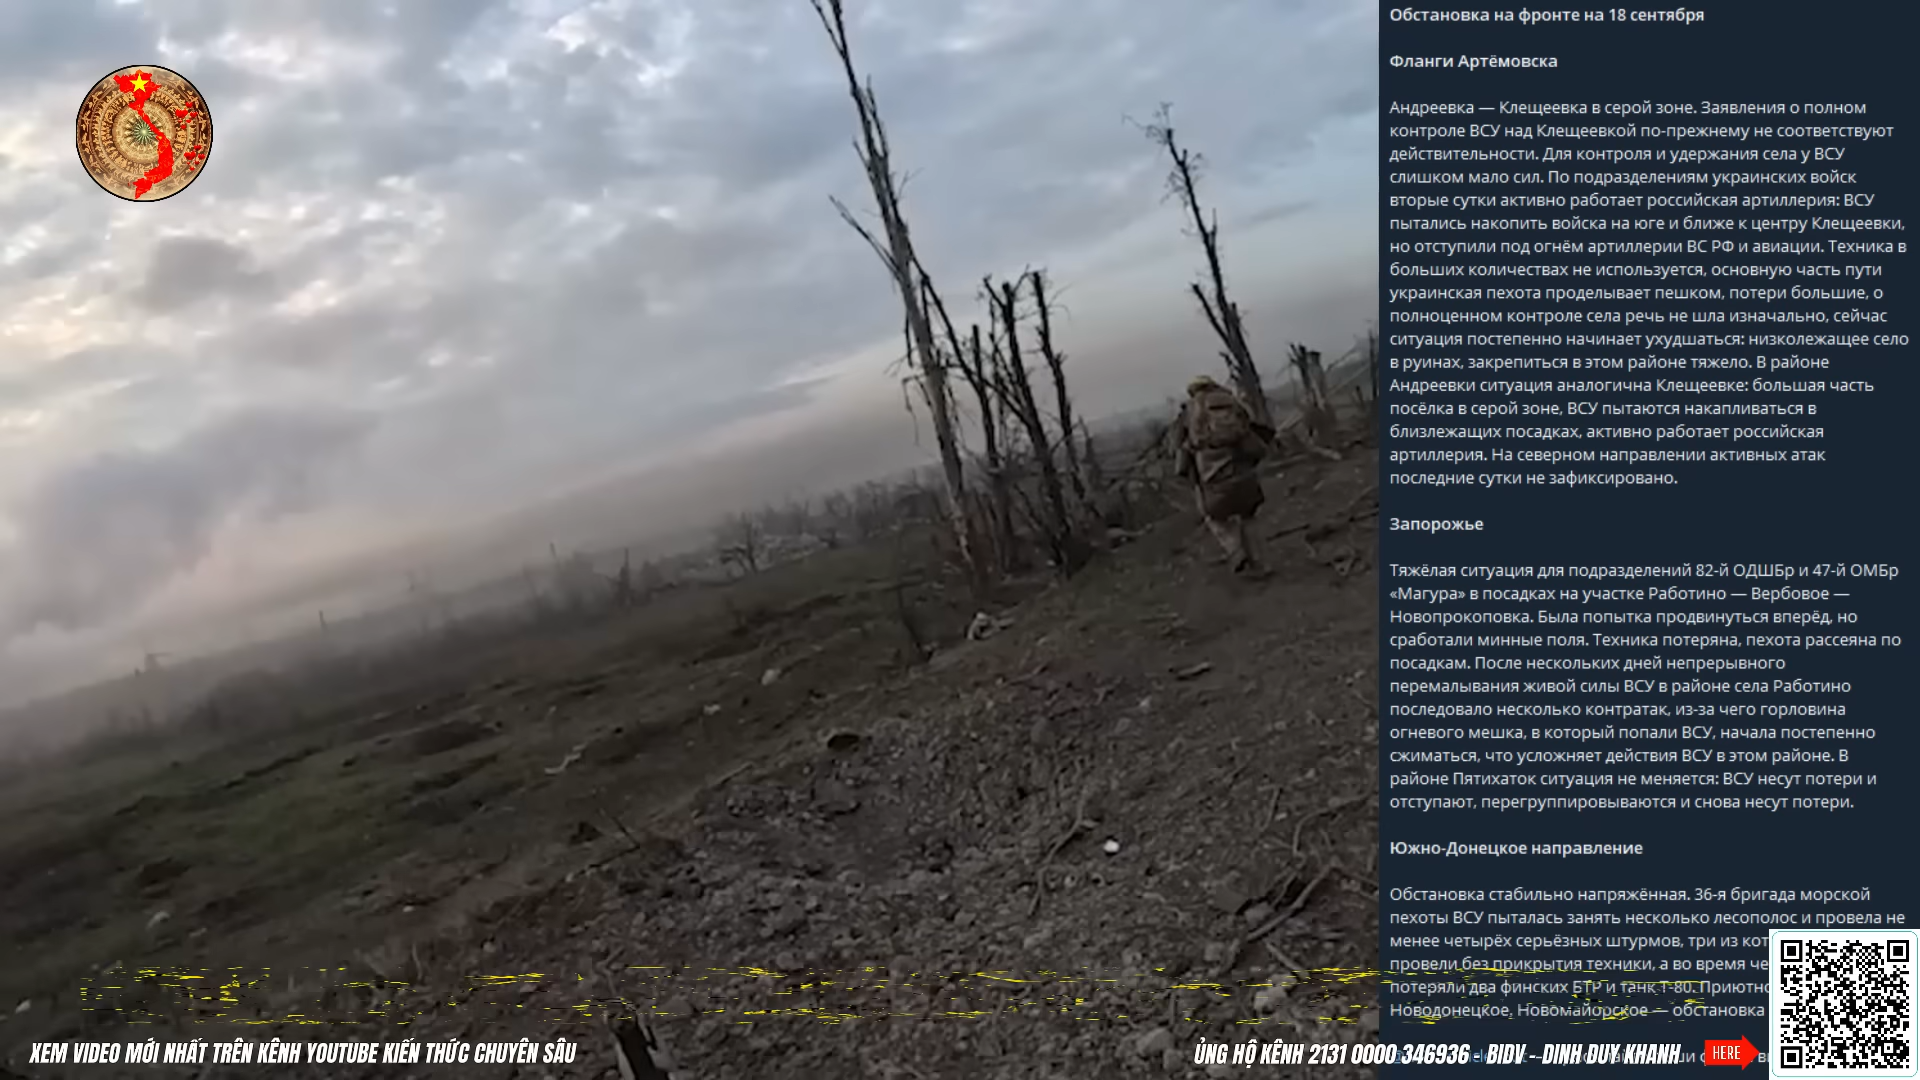 Обстановка на фронте на 18 сентября
Фланги Артёмовска
Андреевка — Клещеевка в серой зоне. Заявления о полном
контроле ВСУ над Клещеевкой по-прежнему не соответствуют
действительности. Для контроля и удержания села у ВСУ
слишком мало сил. По подразделениям украинских войск
вторые сутки активно работает российская артиллерия: ВСУ
пытались накопить войска на юге и ближе к центру Клещеевки,
но отступили под огнём артиллерии ВС РФ и авиации. Техника в
больших количествах не используется, основную часть пути
украинская пехота проделывает пешком, потери большие, о
полноценном контроле села речь не шла изначально, сейчас
ситуация постепенно начинает ухудшаться: низколежащее село
в руинах, закрепиться в этом районе тяжело. В районе
Андреевки ситуация аналогична Клещеевке: большая часть
посёлка в серой зоне, ВСУ пытаются накапливаться в
близлежащих посадках, активно работает российская
артиллерия. На северном направлении активных атак
последние сутки не зафиксировано.
Запорожье
Тяжёлая ситуация для подразделений 82-й ОДШБр и 47-й ОМБр
«Магура» в посадках на участке Работино — Вербовое —
Новопрокоповка. Была попытка продвинуться вперёд, но
сработали минные поля. Техника потеряна, пехота рассеяна по
посадкам. После нескольких дней непрерывного
перемалывания живой силы ВСУ в районе села Работино
последовало несколько контратак, из-за чего горловина
огневого мешка, в который попали ВСУ, начала постепенно
сжиматься, что усложняет действия ВСУ в этом районе. В
районе Пятихаток ситуация не меняется: ВСУ несут потери и
отступают, перегруппировываются и снова несут потери.
Южно-Донецкое направление
Обстановка стабильно напряжённая. 36-я бригада морской
пехоты ВСУ пыталась занять несколько лесополос и провела не
менее четырёх серьёзных штурмов, три из кот
провели без прикрытия техники, а во время че
потеряли два финских БТР и танк Т-80. Приютно
Новодонецкое, Новомайорское — обстановка
XEM VIDEO MỚI NHẤT TRÊN KÊNH YOUTUBE KIẾN THỨC CHUYÊN SÂU
ỦNG HỘ KÊNH 2131 0000 346936 - BIDV - DINH DUY KHANH
HERE